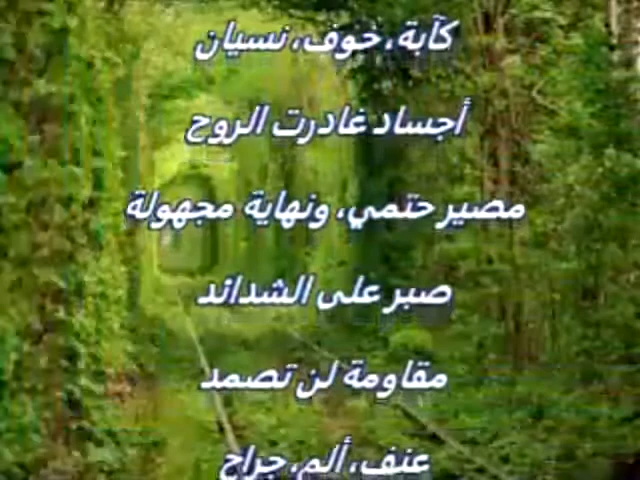 كآبة، خوف، نسيان
أجساد غادرت الروح
مصير حتمي، ونهاية مجهولة
صبر على الشدائد
مقاومة لن تصمد
عنف، ألم، جراح